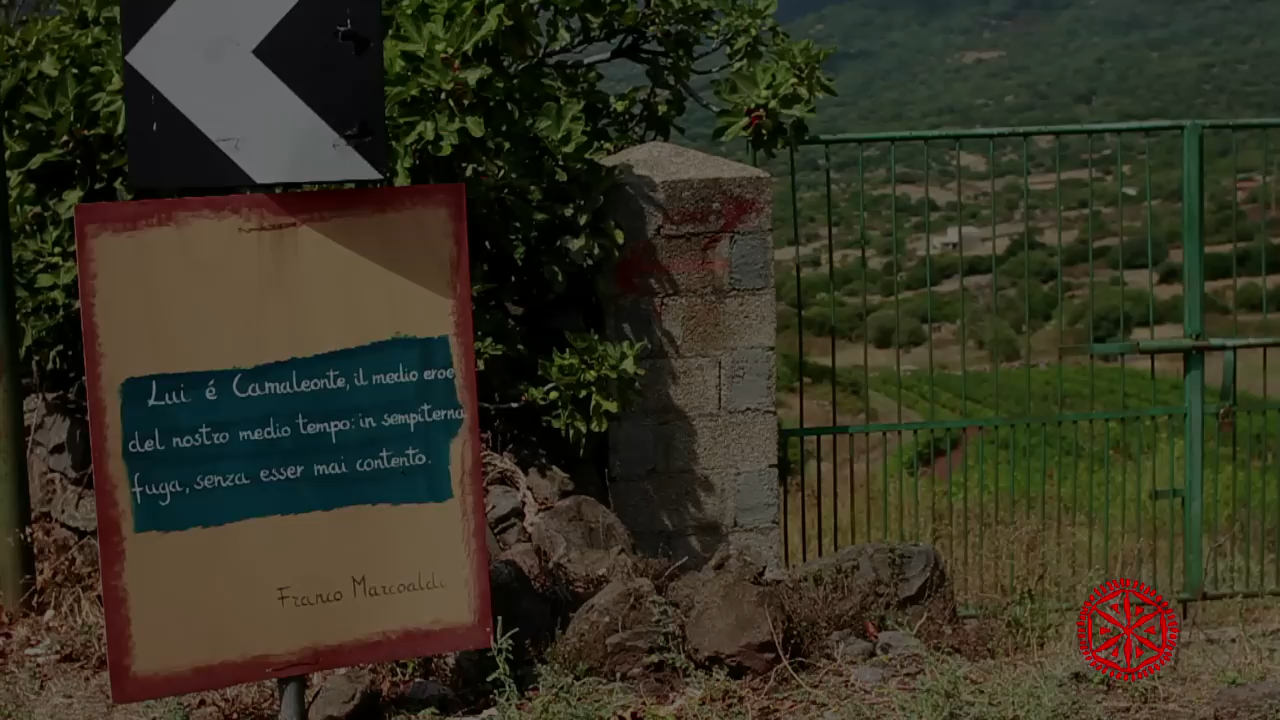 Lui é Camaleonte, il medio eroe
del nostro medio tempo: in sempiterna
fuga, senza esser mai contento.
Franco Marcoaldi